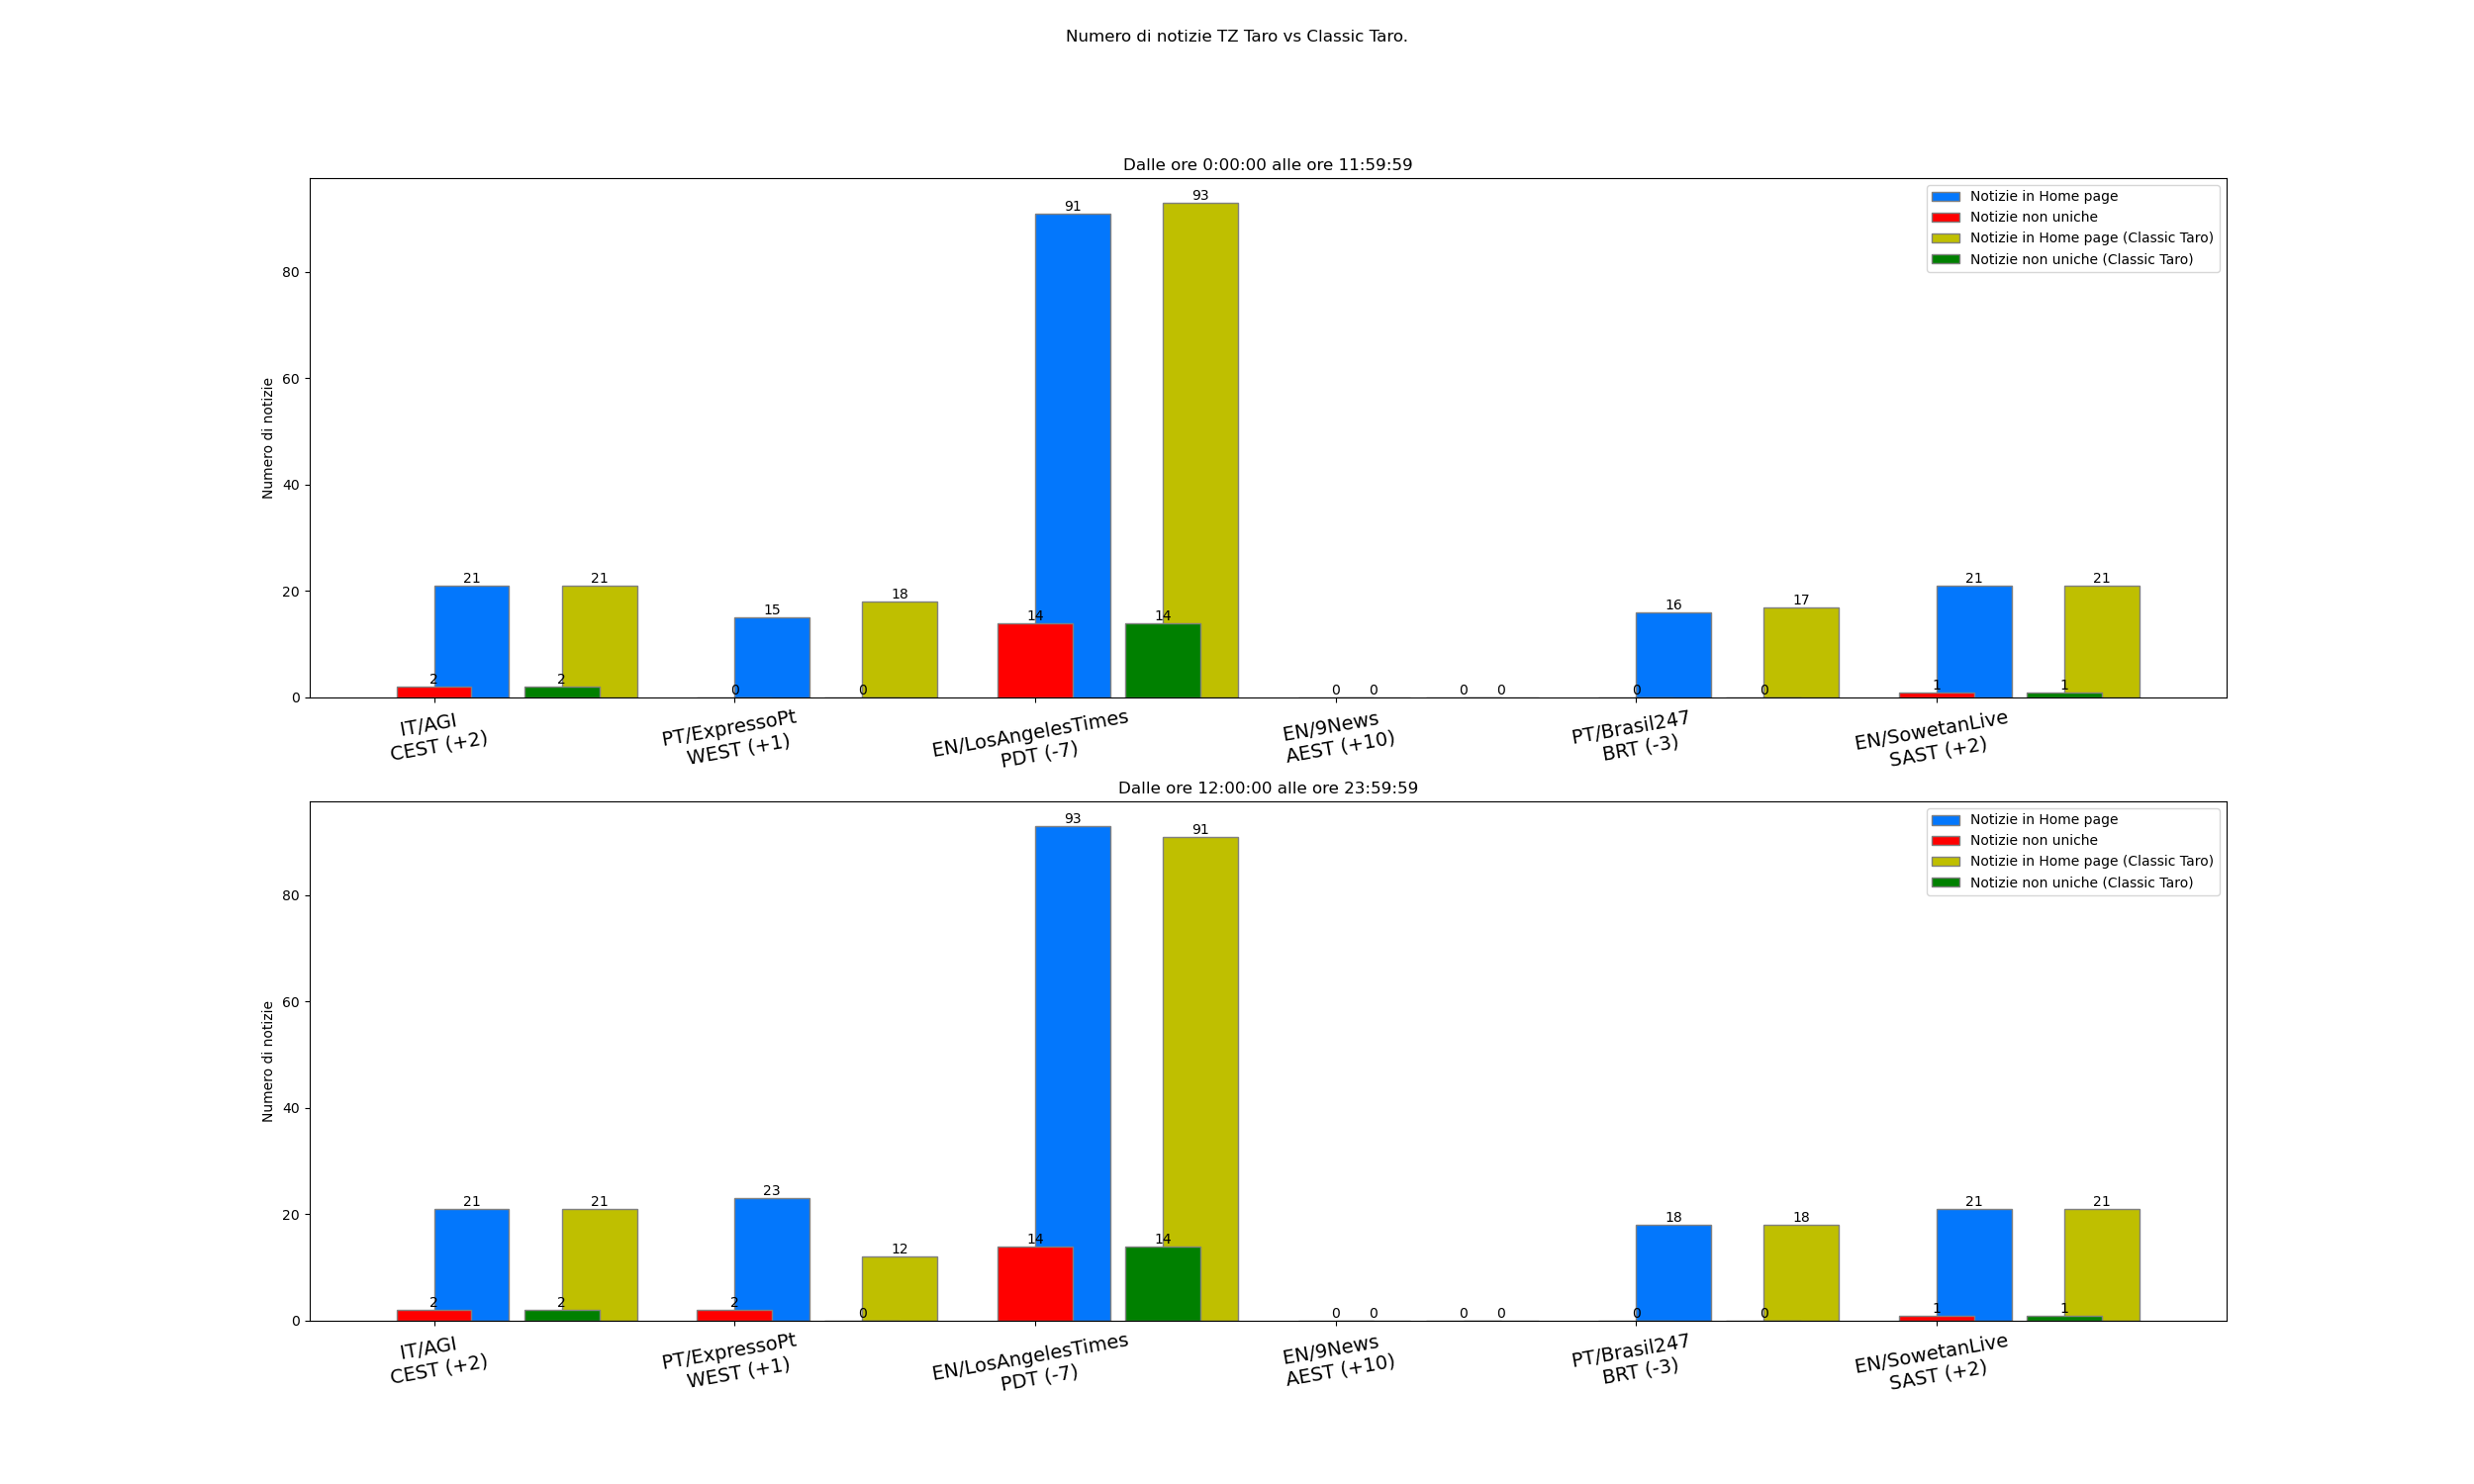 Numero di notizie TZ Taro vs Classic Taro.
Dalle ore 0:00:00 alle ore 11:59:59
Numero di notizie
80
60
40
20
0
Notizie in Home page
Notizie non uniche
Notizie in Home page (Classic Taro)
Notizie non uniche (Classic Taro)
2 21 2 21 0 15 0 18 14 91 14 93 0 0 0 0 0 16 0 17 1 21 1 21
IT/AGI
CEST (+2)
PT/ExpressoPt
WEST (+1)
EN/LosAngelesTimes
PDT (-7)
EN/9News
AEST (+10)
PT/Brasil247
BRT (-3)
EN/SowetanLive
SAST (+2)
Dalle ore 12:00:00 alle ore 23:59:59
Numero di notizie
80
60
40
20
0
Notizie in Home page
Notizie non uniche
Notizie in Home page (Classic Taro)
Notizie non uniche (Classic Taro)
2 21 2 21 2 23 0 12 14 93 14 91 0 0 0 0 0 18 0 18 1 21 1 21
IT/AGI
CEST (+2)
PT/ExpressoPt
WEST (+1)
EN/LosAngelesTimes
PDT (-7)
EN/9News
AEST (+10)
PT/Brasil247
BRT (-3)
EN/SowetanLive
SAST (+2)